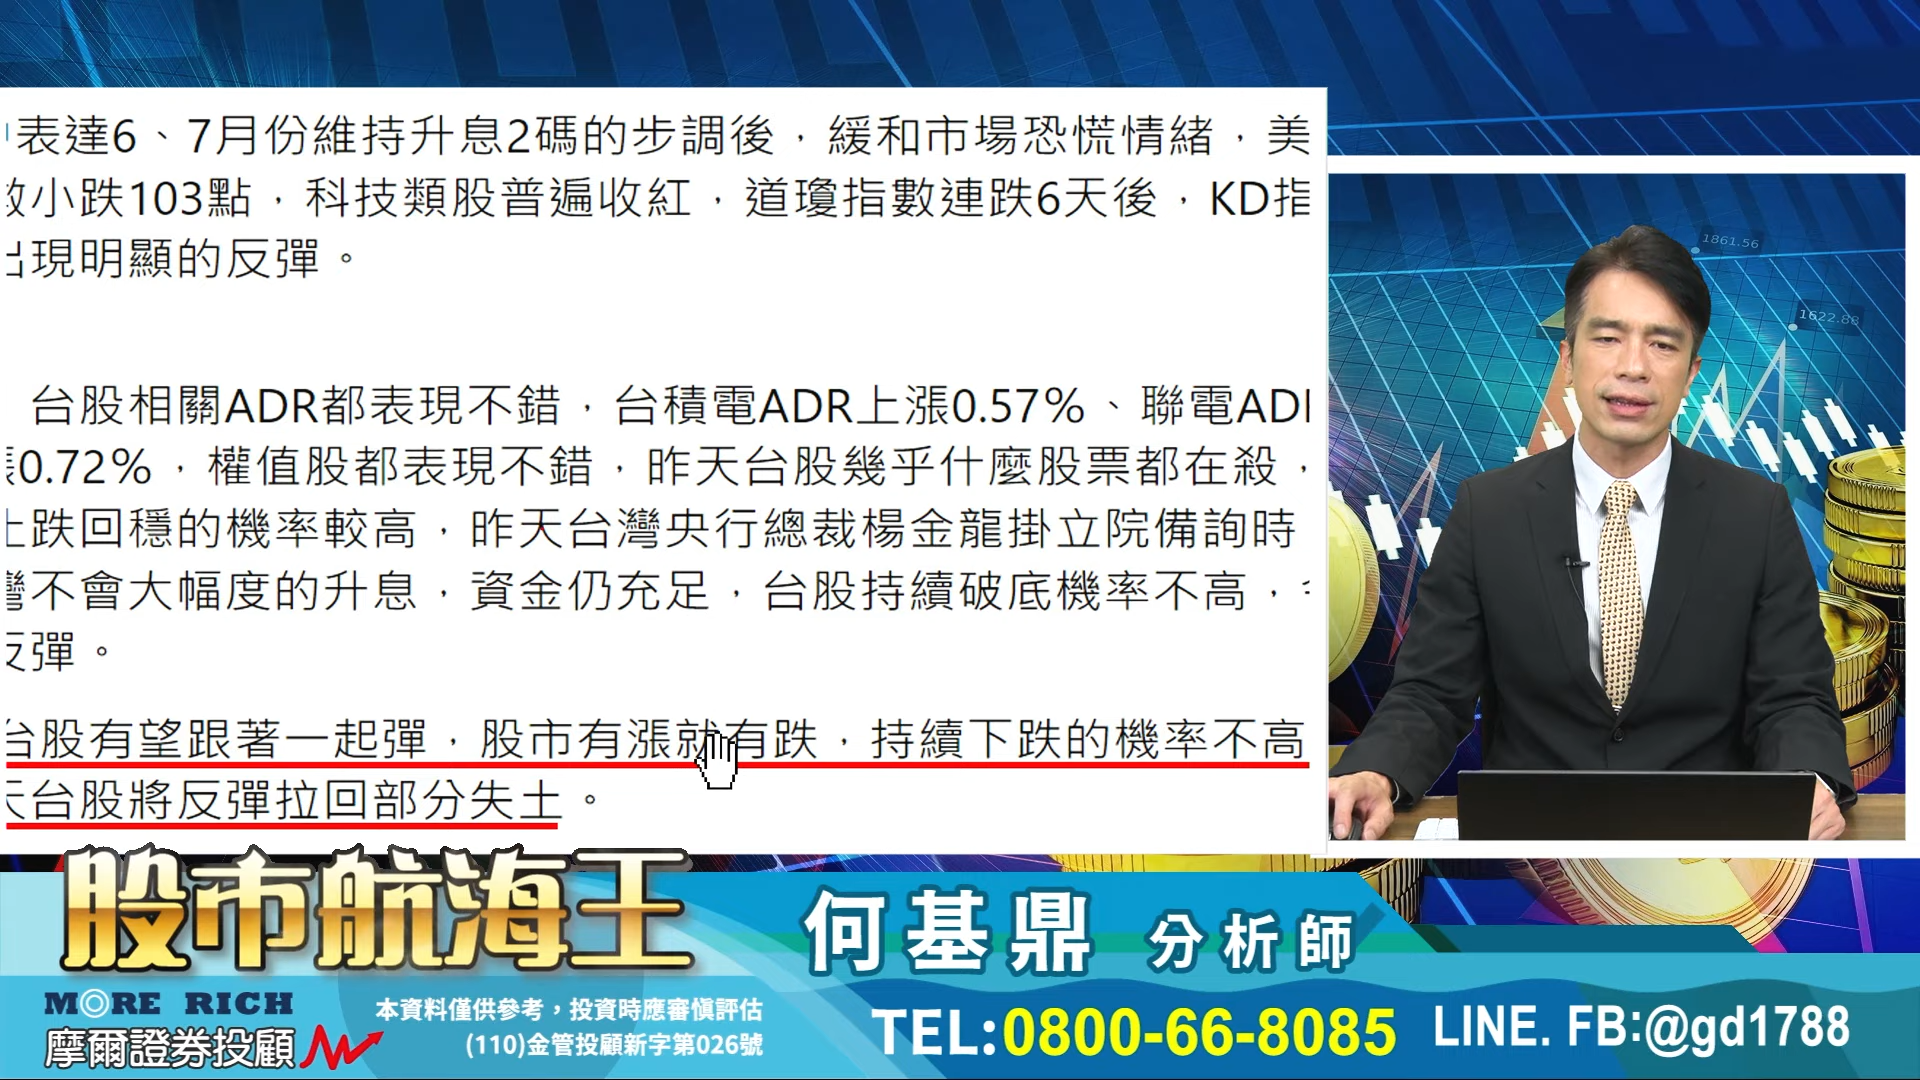 表達6、7月份維持升息2碼的步調後，緩和市場恐慌情緒，美
小跌103點，科技類股普遍收紅，道瓊指數連跌6天後，KD指
出現明顯的反彈。
台股相關ADR都表現不錯，台積電ADR上漲0.57%、聯電ADR
漲0.72%，權值股都表現不錯，昨天台股幾乎什麼股票都在殺，
止跌回穩的機率較高，昨天台灣央行總裁楊金龍掛立院備詢時
灣不會大幅度的升息，資金仍充足，台股持續破底機率不高，
反彈。
台股有望跟著一起彈，股市有漲就有跌，持續下跌的機率不高
天台股將反彈拉回部分失土。
1861.56
1622.88
股市航海王
何基鼎 分析師
MORE RICH
摩爾證券投顧
本資料僅供參考，投資時應審慎評估
(110)金管投顧新字第026號
TEL:0800-66-8085
LINE. FB:@gd1788